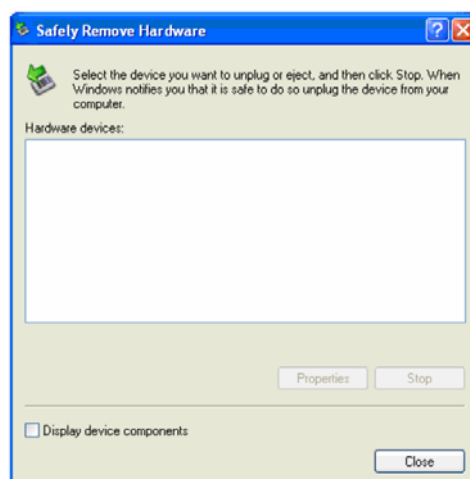 Safely Remove Hardware
Select the device you want to unplug or eject, and then click Stop. When
Windows notifies you that it is safe to do so unplug the device from your
computer.
Hardware devices:
Properties Stop
Display device components
Close